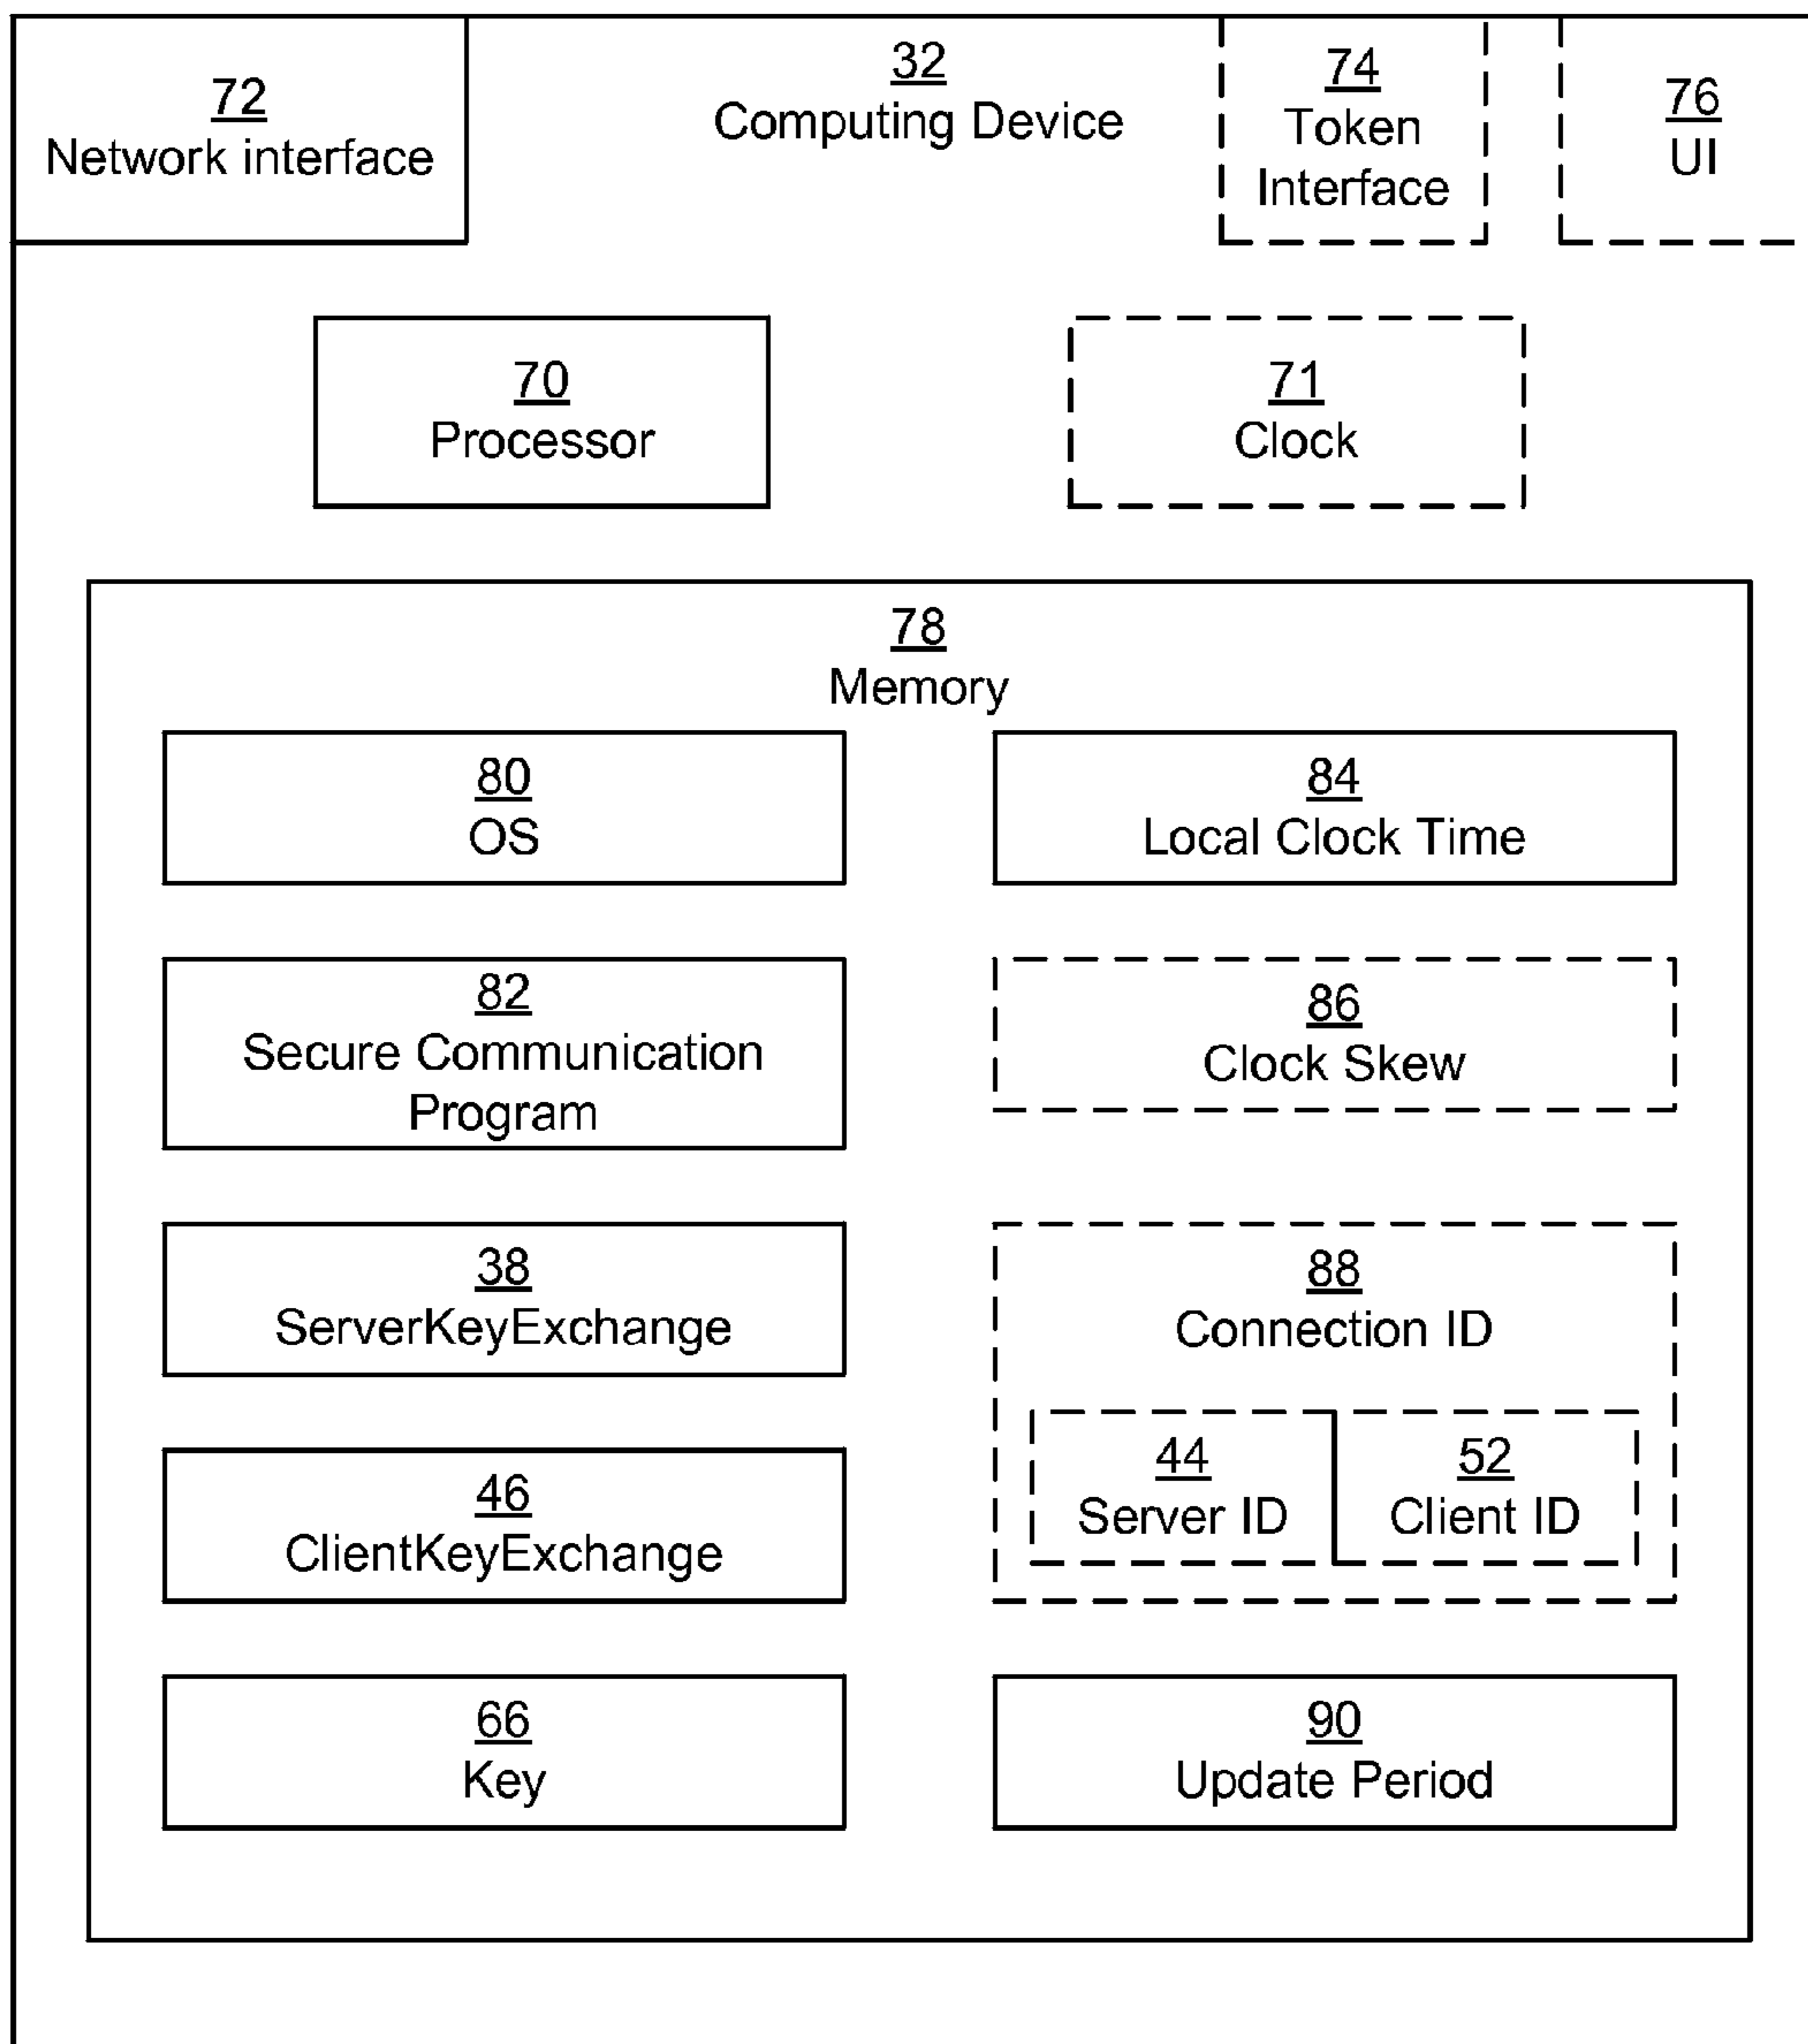 72
Network interface
32
Computing Device
74
Token
Interface
76
UI
70
Processor
71
Clock
78
Memory
80
OS
84
Local Clock Time
82
Secure Communication
Program
86
Clock Skew
38
ServerKeyExchange
88
Connection ID
44
Server ID
52
Client ID
46
ClientKeyExchange
66
Key
90
Update Period